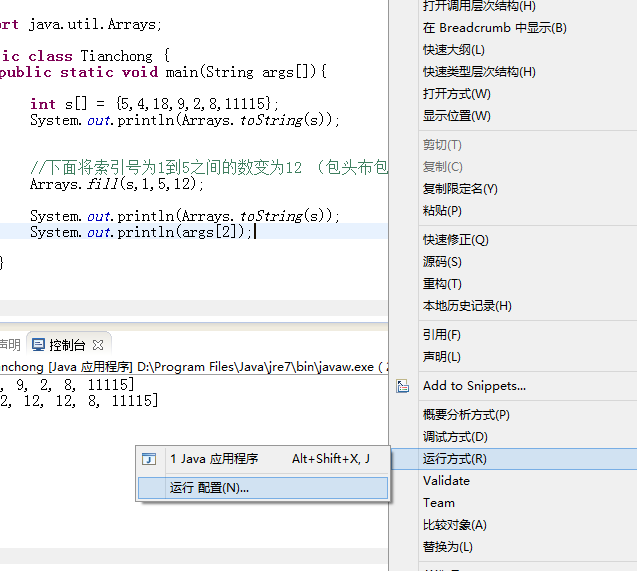 ort java.util.Arrays;
ic class Tianchong {
public static void main(String args[]){
int s[] = {5,4,18,9,2,8,11115};
System.out.println(Arrays.toString(s));
//下面将索引号为1到5之间的数变为12 （包头布包
Arrays.fill(s,1,5,12);
System.out.println(Arrays.toString(s));
System.out.println(args[2]);
}
声明 控制台
anchong [Java 应用程序] D:\Program Files\Java\jre7\bin\javaw.exe ( 2
, 9, 2, 8, 11115]
2, 12, 12, 8, 11115]
1 Java 应用程序 Alt+Shift+X, J
运行 配置(N)...
打开调用层次结构(H)
在 Breadcrumb 中显示(B)
快速大纲(L)
快速类型层次结构(H)
打开方式(W)
显示位置(W)
剪切(T)
复制(C)
复制限定名(Y)
粘贴(P)
快速修正(Q)
源码(S)
重构(T)
本地历史记录(H)
引用(F)
声明(L)
Add to Snippets...
概要分析方式(P)
调试方式(D)
运行方式(R)
Validate
Team
比较对象(A)
替换为(L)